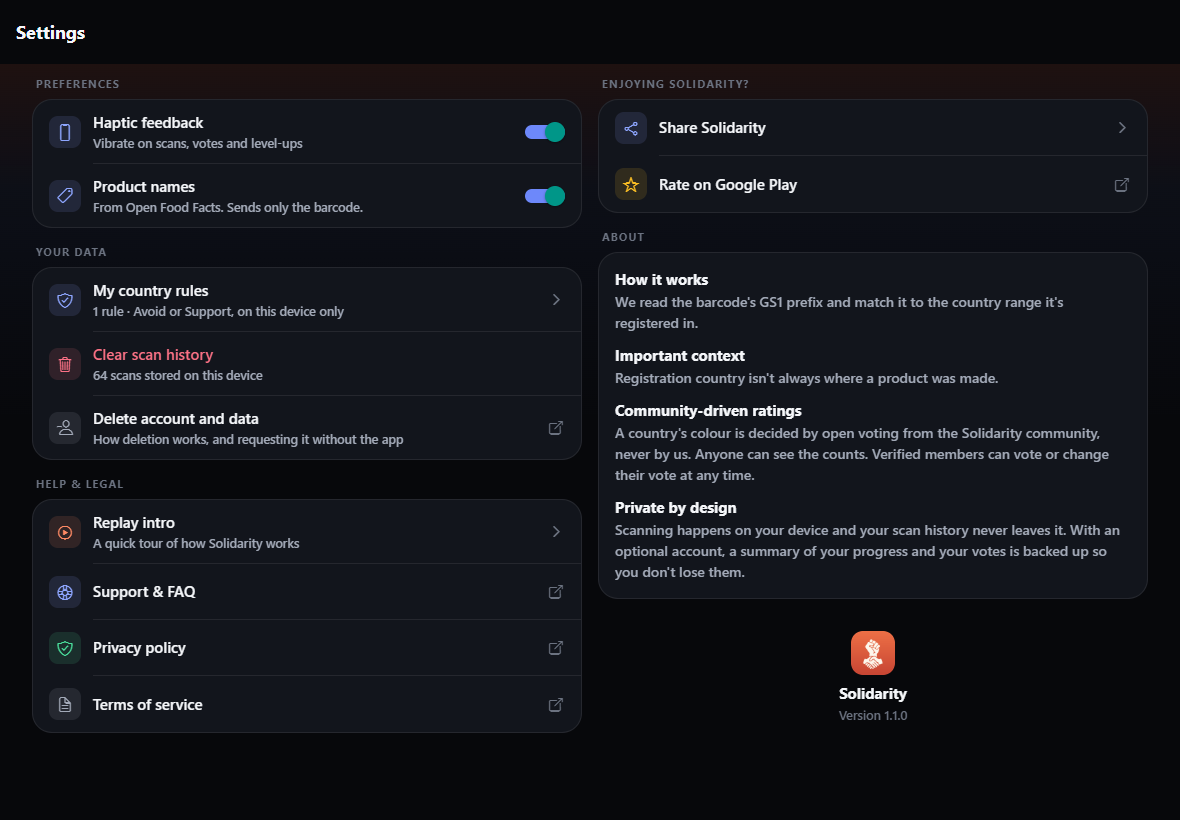 Settings
PREFERENCES
Haptic feedback
Vibrate on scans, votes and level-ups
Product names
From Open Food Facts. Sends only the barcode.
YOUR DATA
My country rules
1 rule · Avoid or Support, on this device only
Clear scan history
64 scans stored on this device
Delete account and data
How deletion works, and requesting it without the app
HELP & LEGAL
Replay intro
A quick tour of how Solidarity works
Support & FAQ
Privacy policy
Terms of service
ENJOYING SOLIDARITY?
Share Solidarity
Rate on Google Play
ABOUT
How it works
We read the barcode's GS1 prefix and match it to the country range it's
registered in.
Important context
Registration country isn't always where a product was made.
Community-driven ratings
A country's colour is decided by open voting from the Solidarity community,
never by us. Anyone can see the counts. Verified members can vote or change
their vote at any time.
Private by design
Scanning happens on your device and your scan history never leaves it. With an
optional account, a summary of your progress and your votes is backed up so
you don't lose them.
Solidarity
Version 1.1.0